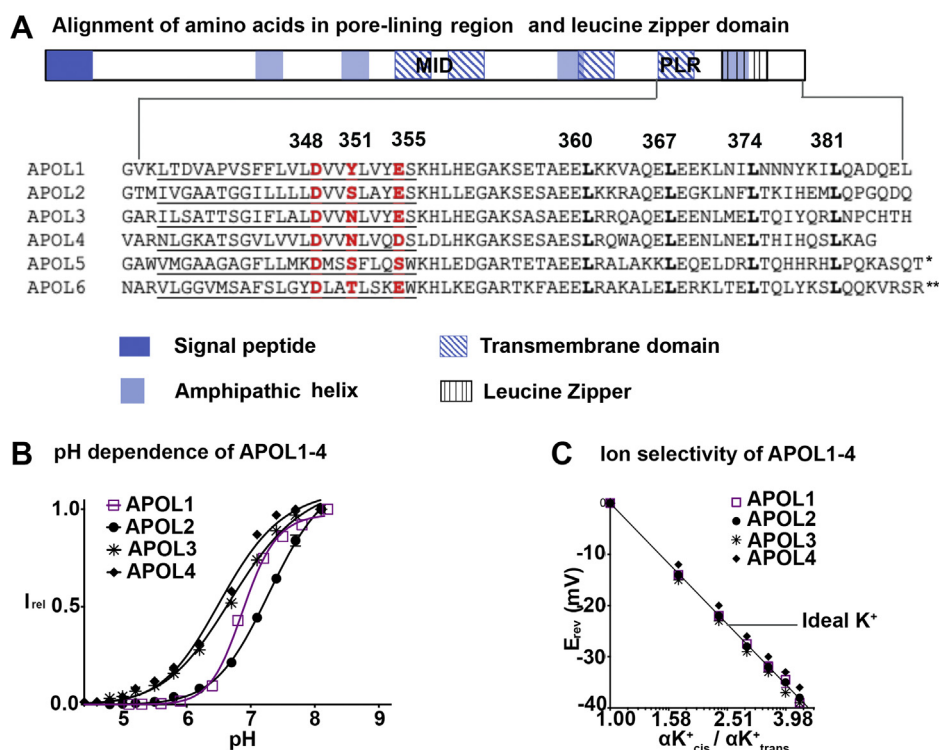 A Alignment of amino acids in pore-lining region and leucine zipper domain
MID PLR
348 351 355 360 367 374 381
APOL1 GVKLTDVAPVSFFLVLDVVYLVYESKHLHEGAKSETAEELKKVAQELEEKLNILNNNYKILQADQEL
APOL2 GTMIVGAATGGILLLLDVVSLAYESKHLLEGAKSESAEELKKRAQELEGKLNFLTKIHEMLQPGQDQ
APOL3 GARILSATTSGIFLALDVVNLVYESKHLHEGAKSASAEELRRQAQELEENLMELTQIYQRLNPCHTH
APOL4 VARNLGKATSGVLVVLDVVNLVQDSLDLHKGAKSESAESLRQWAQELEENLNELTHIHQSLKAG
APOL5 GAWVMGAAGAGFLLMKDMSSFLQSWKHLEDGARTETAEELRALAKKLEQELDRLTQHHRHLPQKASQT*
APOL6 NARVLGGVMSAFSLGYDLATLSKEWKHLKEGARTKFAEELRAKALELERKLTELTQLYKSLQQKVRSR**
Signal peptide
Transmembrane domain
Amphipathic helix
Leucine Zipper
B pH dependence of APOL1-4
1.0
0.5
0.0
Irel
APOL1
APOL2
APOL3
APOL4
5 6 7 8 9
pH
C Ion selectivity of APOL1-4
0
-10
-20
-30
-40
Erev (mV)
APOL1
APOL2
APOL3
APOL4
Ideal K+
1.00 1.58 2.51 3.98
αK+cis / αK+trans